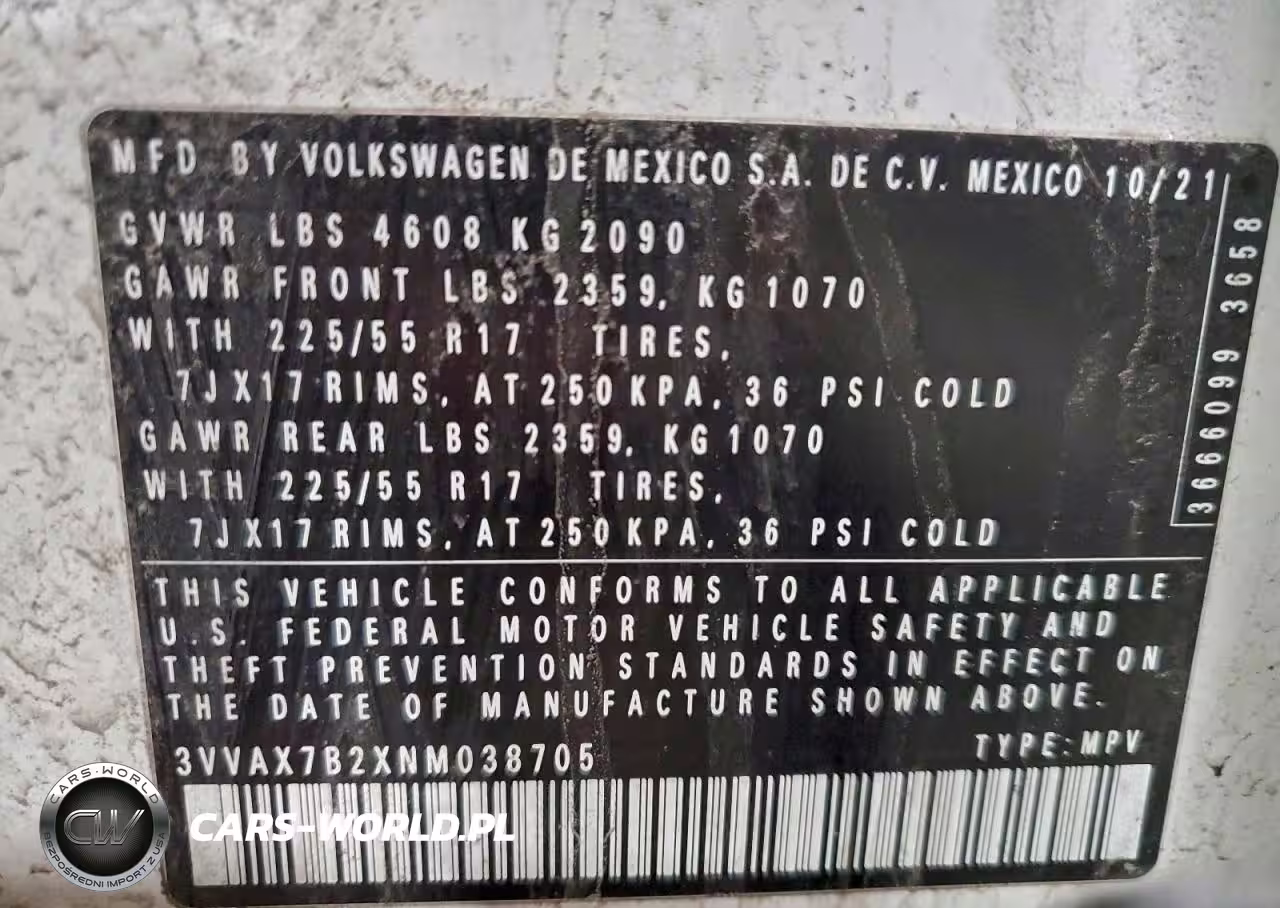 MFD BY VOLKSWAGEN DE MEXICO S.A. DE C.V. MEXICO 10/21
GVWR LBS 4608 KG 2090
GAWR FRONT LBS 2359, KG 1070
WITH 225/55 R17 TIRES,
7JX17 RIMS, AT 250 KPA, 36 PSI COLD
GAWR REAR LBS 2359, KG 1070
WITH 225/55 R17 TIRES,
7JX17 RIMS, AT 250 KPA, 36 PSI COLD
3666099 3658
THIS VEHICLE CONFORMS TO ALL APPLICABLE
U.S. FEDERAL MOTOR VEHICLE SAFETY AND
THEFT PREVENTION STANDARDS IN EFFECT ON
THE DATE OF MANUFACTURE SHOWN ABOVE.
3VVAX7B2XNM038705 TYPE: MPV
CARS-WORLD
CW
BEZPOŚREDNI IMPORT Z USA
CARS-WORLD.PL